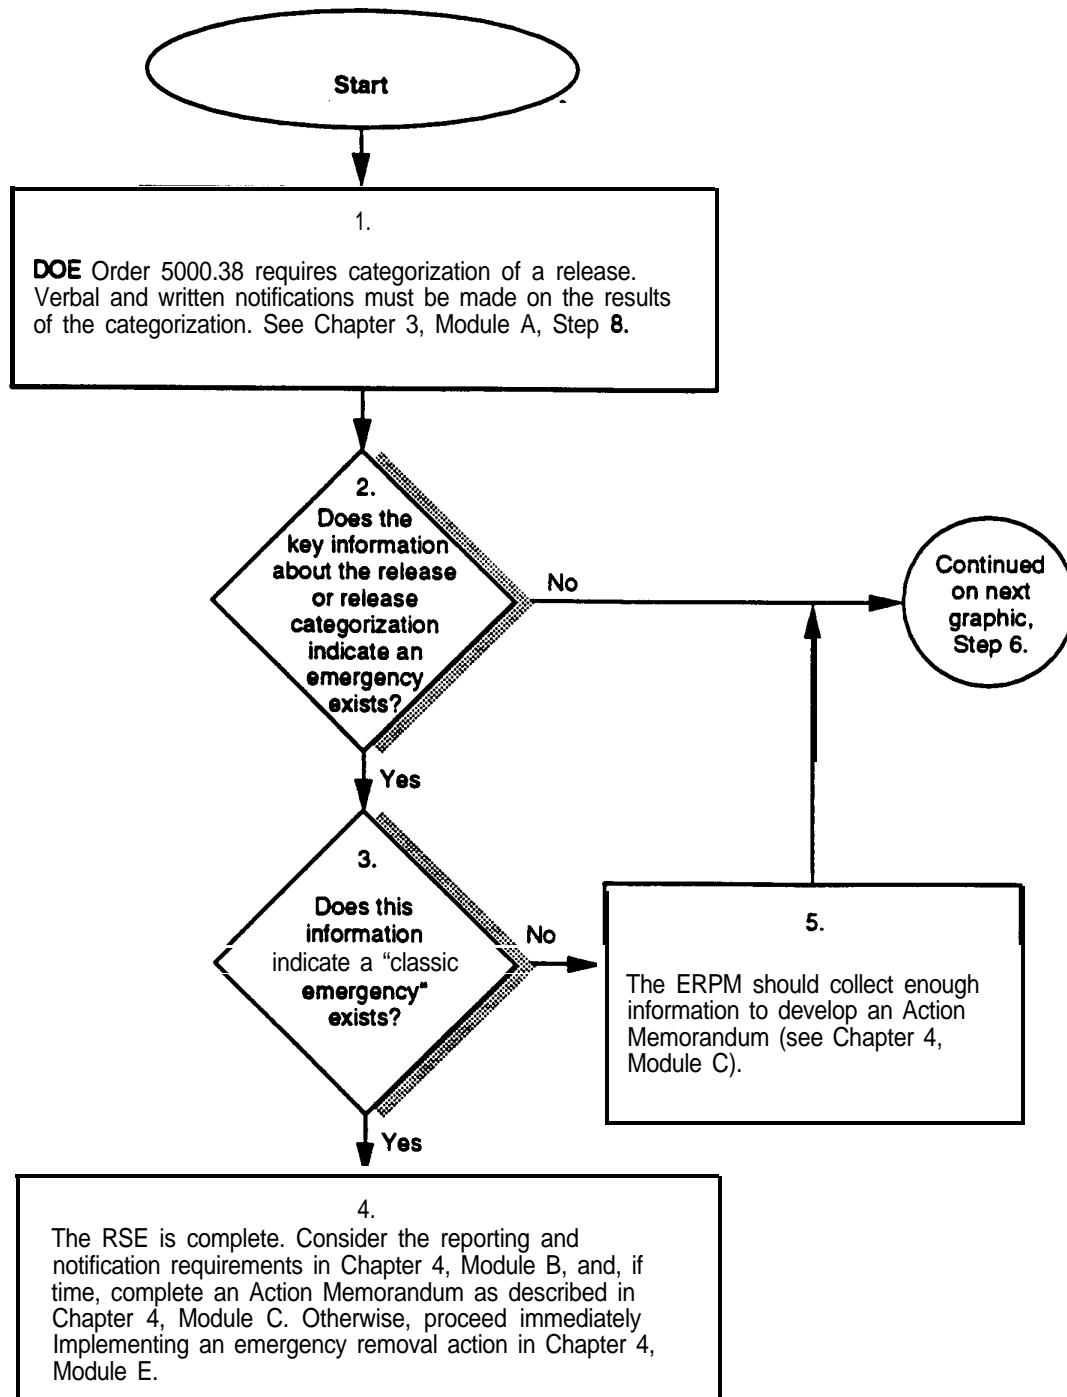 Start
1.
DOE Order 5000.38 requires categorization of a release.
Verbal and written notifications must be made on the results
of the categorization. See Chapter 3, Module A, Step 8.
2.
Does the
key information
about the release
or release
categorization
indicate an
emergency
exists?
No
Continued
on next
graphic,
Step 6.
Yes
3.
Does this
information
indicate a “classic
emergency"
exists?
No
5.
The ERPM should collect enough
information to develop an Action
Memorandum (see Chapter 4,
Module C).
Yes
4.
The RSE is complete. Consider the reporting and
notification requirements in Chapter 4, Module B, and, if
time, complete an Action Memorandum as described in
Chapter 4, Module C. Otherwise, proceed immediately
Implementing an emergency removal action in Chapter 4,
Module E.